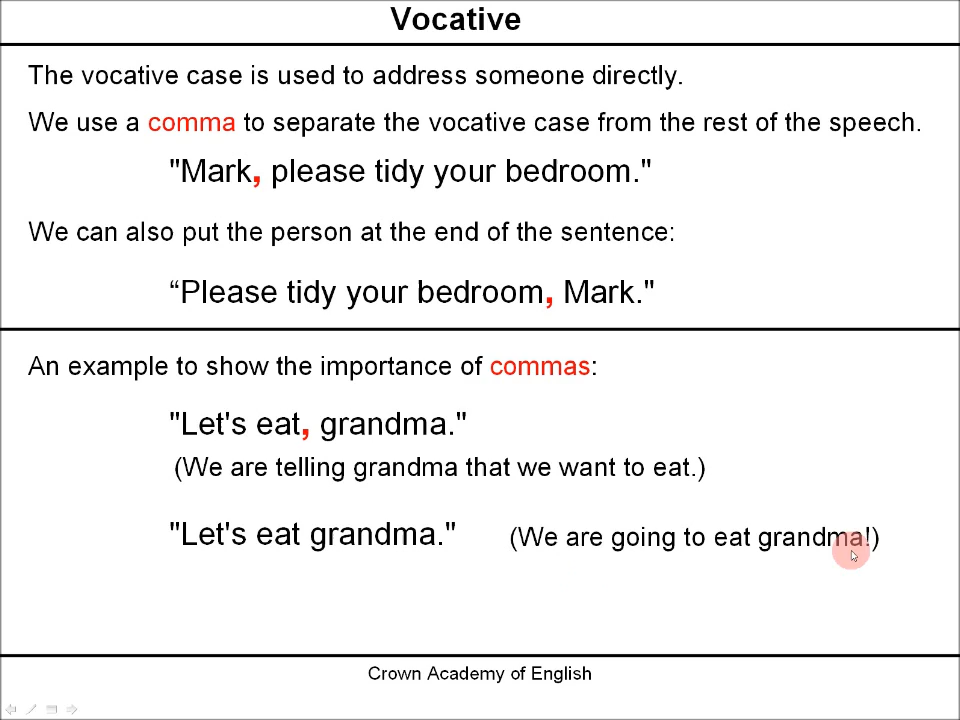 Vocative
The vocative case is used to address someone directly.
We use a comma to separate the vocative case from the rest of the speech.
"Mark, please tidy your bedroom."
We can also put the person at the end of the sentence:
“Please tidy your bedroom, Mark."
An example to show the importance of commas:
"Let's eat, grandma."
(We are telling grandma that we want to eat.)
"Let's eat grandma." (We are going to eat grandma!)
Crown Academy of English